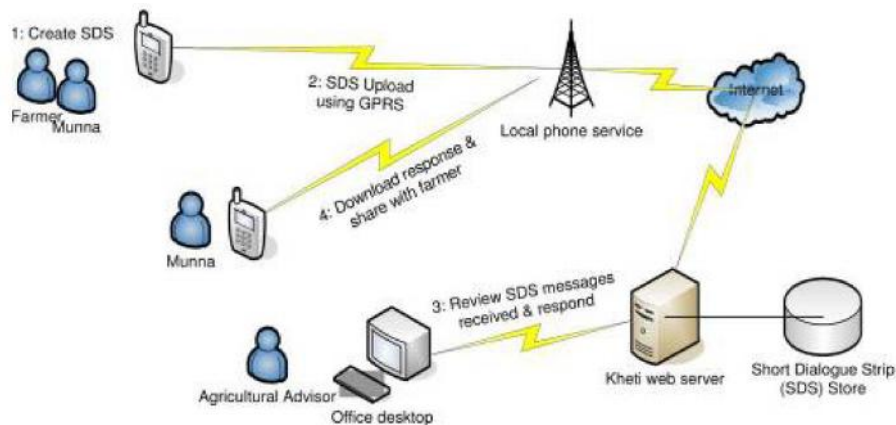 1: Create SDS
Farmer
Munna
2: SDS Upload
using GPRS
Local phone service
Internet
4: Download response &
share with farmer
Munna
3: Review SDS messages
received & respond
Agricultural Advisor
Office desktop
Kheti web server
Short Dialogue Strip
(SDS) Store